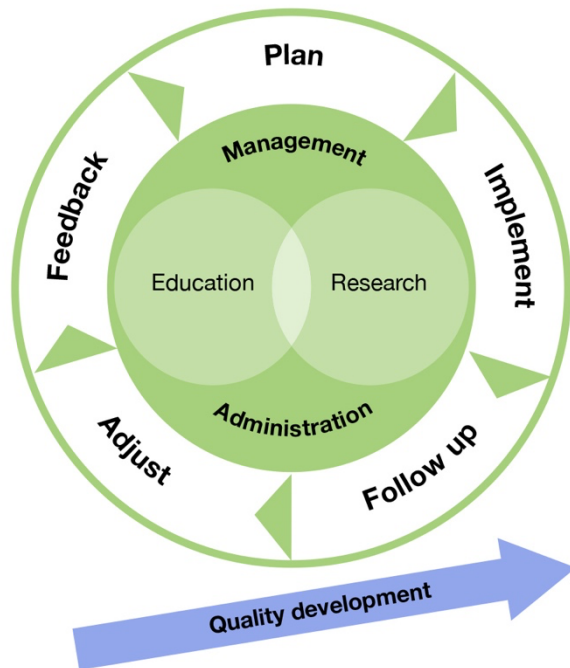 Plan
Management
Implement
Feedback
Education
Research
Administration
Adjust
Follow up
Quality development